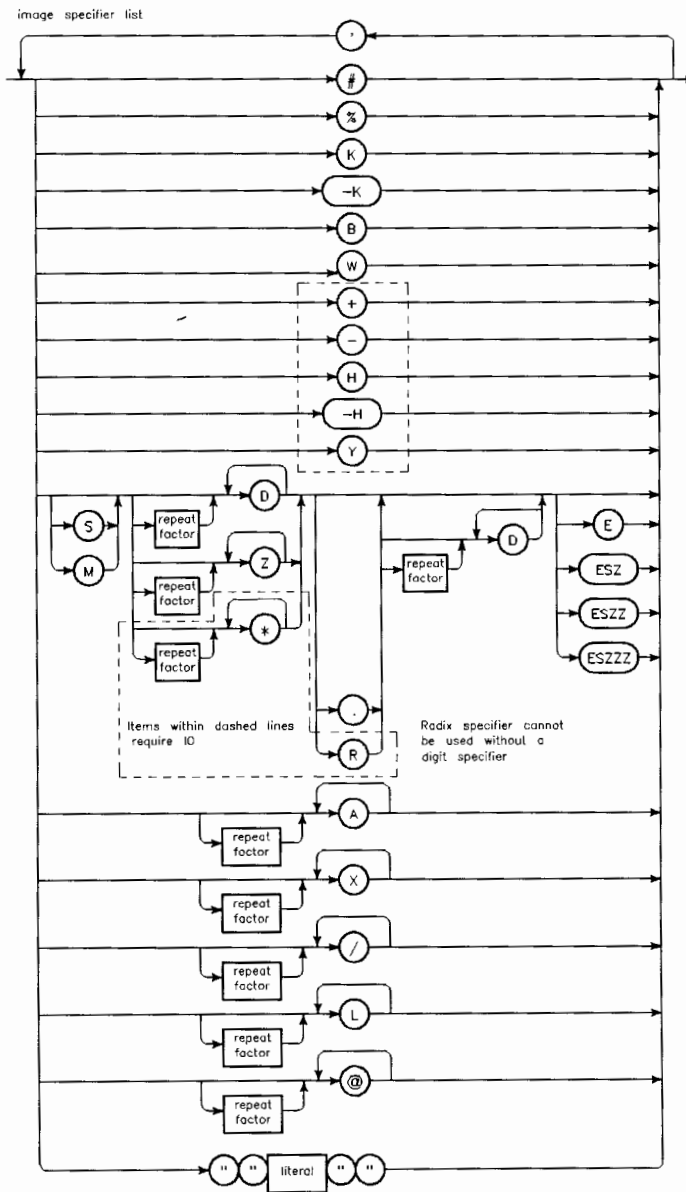 image specifier list
,
#
%
K
-K
B
W
+
-
H
-H
Y
D
repeat
factor
S
M
Z
repeat
factor
*
repeat
factor
.
R
D
repeat
factor
E
ESZ
ESZZ
ESZZZ
Items within dashed lines
require IO
Radix specifier cannot
be used without a
digit specifier
A
repeat
factor
X
repeat
factor
/
repeat
factor
L
repeat
factor
@
repeat
factor
" " literal " "